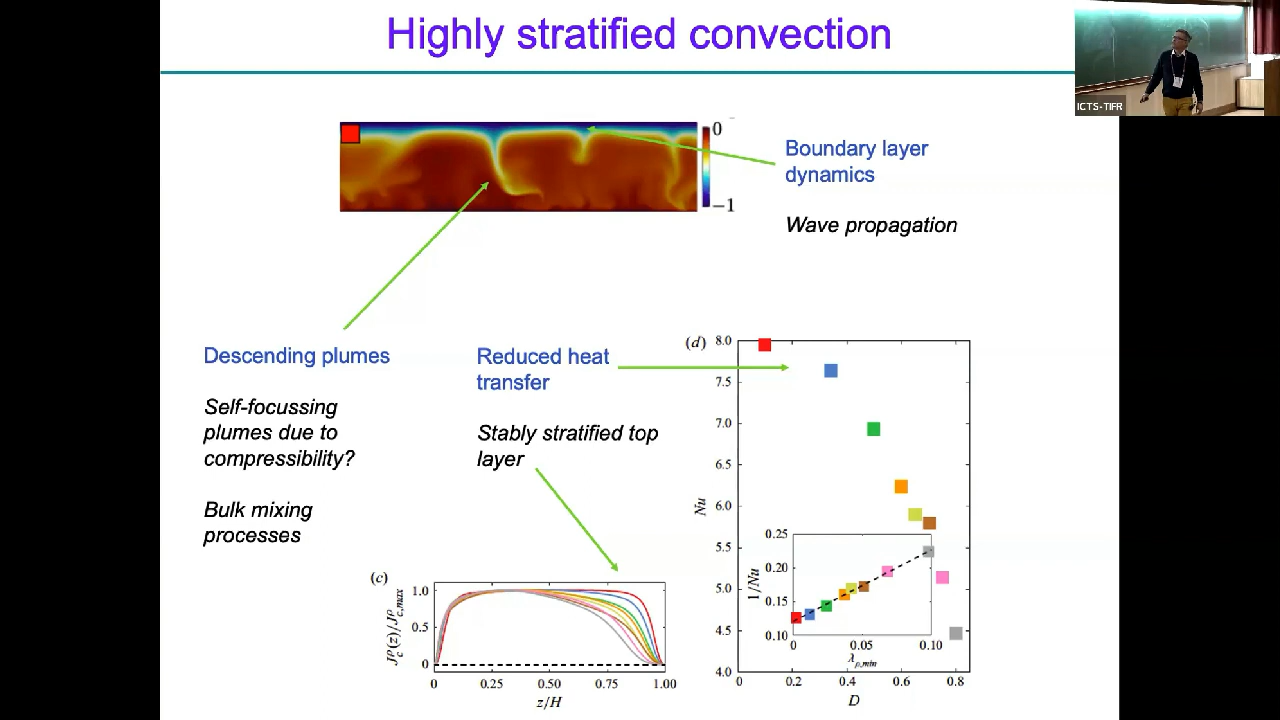 Highly stratified convection
ICTS-TIFR
0
−1
Boundary layer
dynamics
Wave propagation
Descending plumes
Self-focussing
plumes due to
compressibility?
Bulk mixing
processes
Reduced heat
transfer
Stably stratified top
layer
(c)
1.0
0.5
0
0
0.25
0.50
0.75
1.00
z/H
(d)
8.0
7.5
7.0
6.5
6.0
5.5
5.0
4.5
4.0
Nu
0
0.2
0.4
0.6
0.8
D
0.25
0.20
0.15
0.10
1/Nu
0
0.05
0.10
λρ,min